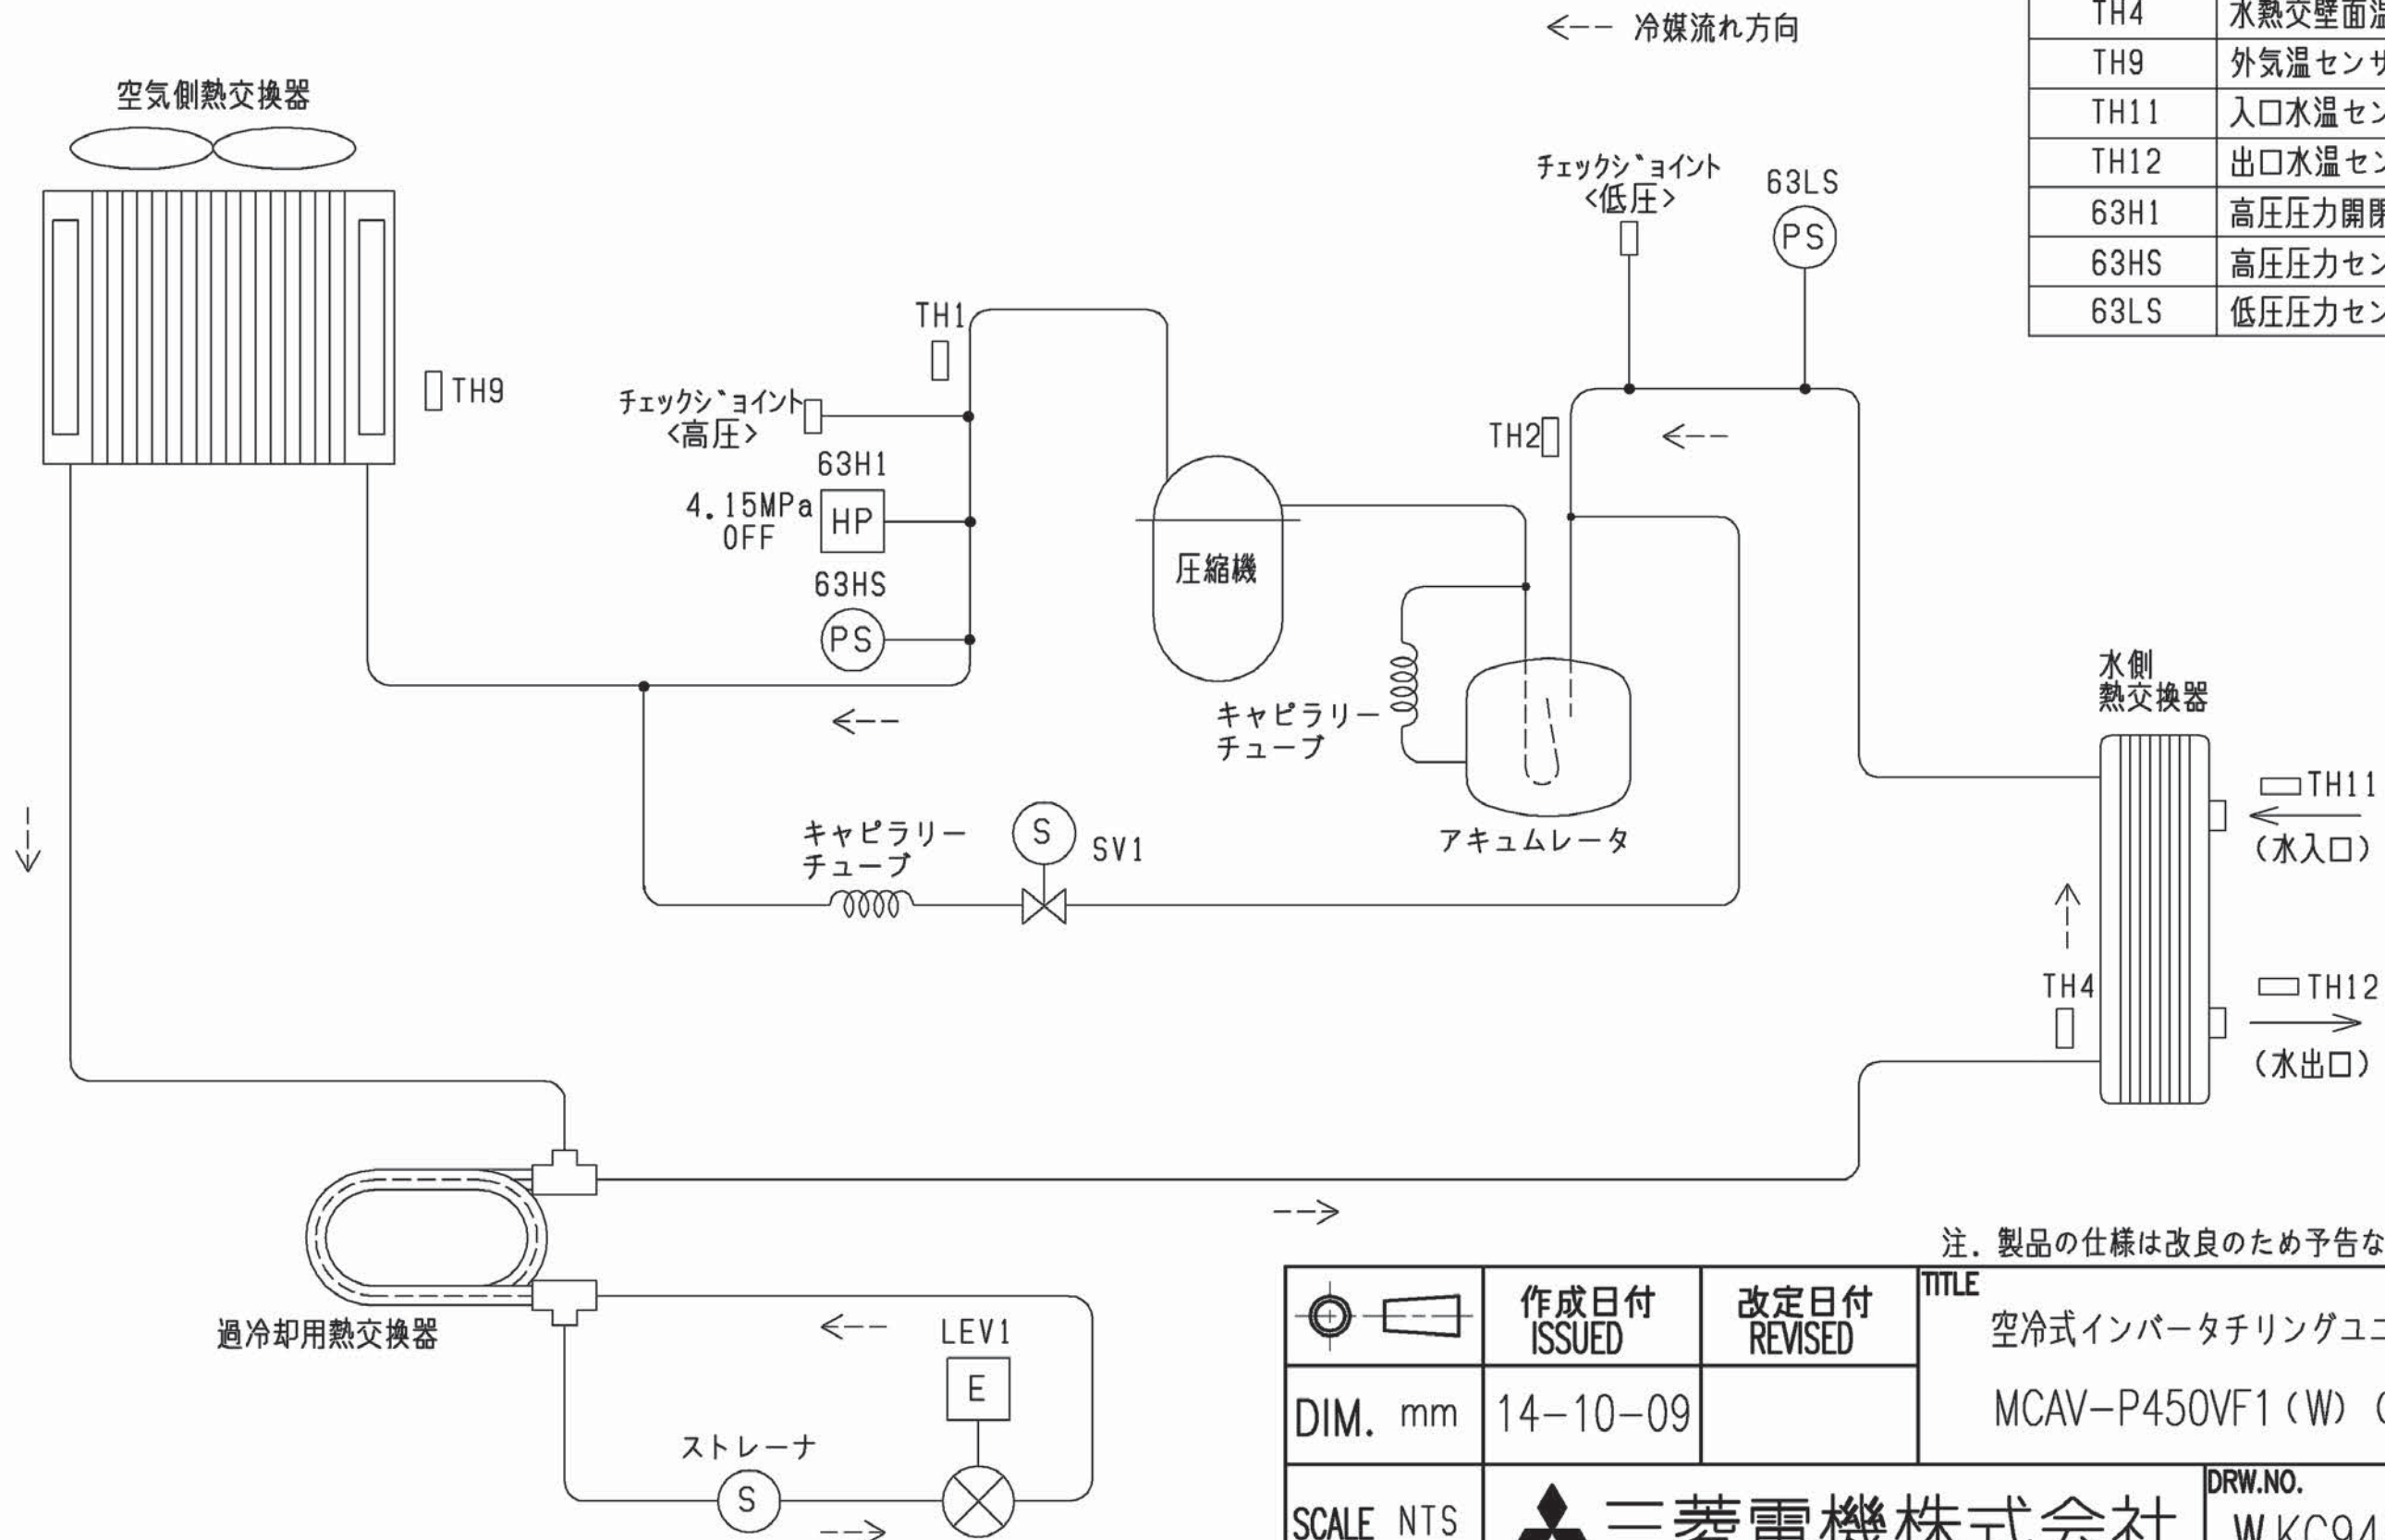 <-- 冷媒流れ方向
TH4 水熱交壁面温
TH9 外気温センサ
TH11 入口水温セン
TH12 出口水温セン
63H1 高圧圧力開閉
63HS 高圧圧力セン
63LS 低圧圧力セン
空気側熱交換器
TH9
TH1
チェックジョイント
<高圧>
63H1
4.15MPa
OFF
HP
63HS
PS
圧縮機
チェックジョイント
<低圧>
63LS
PS
TH2
キャピラリー
チューブ
アキュムレータ
キャピラリー
チューブ
S
SV1
水側
熱交換器
TH11
(水入口)
TH4
TH12
(水出口)
過冷却用熱交換器
LEV1
E
ストレーナ
S
注. 製品の仕様は改良のため予告な
作成日付
ISSUED
改定日付
REVISED
TITLE
空冷式インバータチリングユニ
MCAV-P450VF1(W) (
DIM. mm
14-10-09
SCALE NTS
三菱電機株式会社
DRW.NO.
WKC94